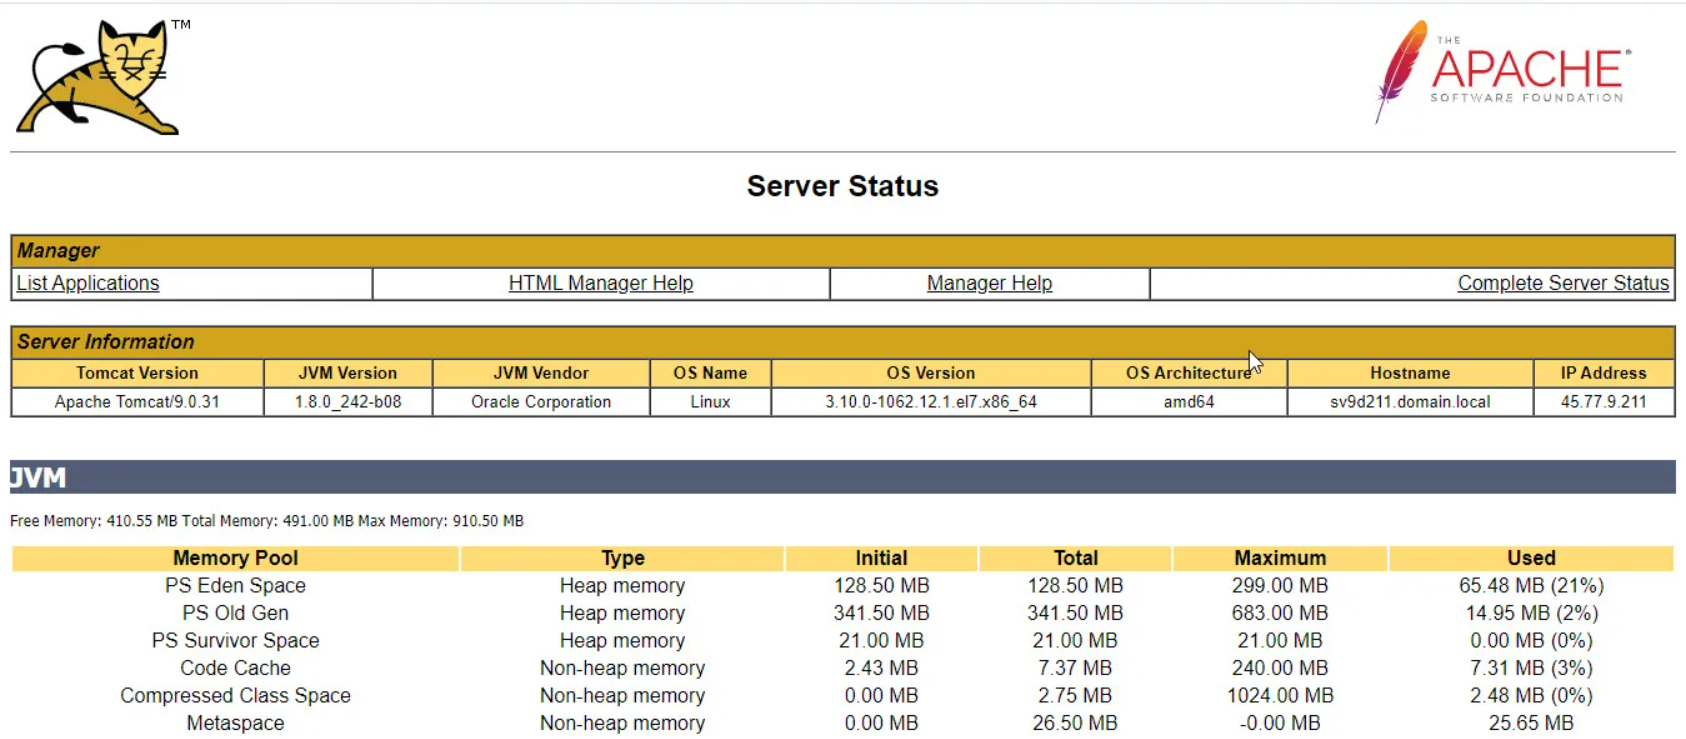 TM
THE
APACHE®
SOFTWARE FOUNDATION
Server Status
Manager
List Applications HTML Manager Help Manager Help Complete Server Status
Server Information
Tomcat Version JVM Version JVM Vendor OS Name OS Version OS Architecture Hostname IP Address
Apache Tomcat/9.0.31 1.8.0_242-b08 Oracle Corporation Linux 3.10.0-1062.12.1.el7.x86_64 amd64 sv9d211.domain.local 45.77.9.211
JVM
Free Memory: 410.55 MB Total Memory: 491.00 MB Max Memory: 910.50 MB
Memory Pool Type Initial Total Maximum Used
PS Eden Space Heap memory 128.50 MB 128.50 MB 299.00 MB 65.48 MB (21%)
PS Old Gen Heap memory 341.50 MB 341.50 MB 683.00 MB 14.95 MB (2%)
PS Survivor Space Heap memory 21.00 MB 21.00 MB 21.00 MB 0.00 MB (0%)
Code Cache Non-heap memory 2.43 MB 7.37 MB 240.00 MB 7.31 MB (3%)
Compressed Class Space Non-heap memory 0.00 MB 2.75 MB 1024.00 MB 2.48 MB (0%)
Metaspace Non-heap memory 0.00 MB 26.50 MB -0.00 MB 25.65 MB